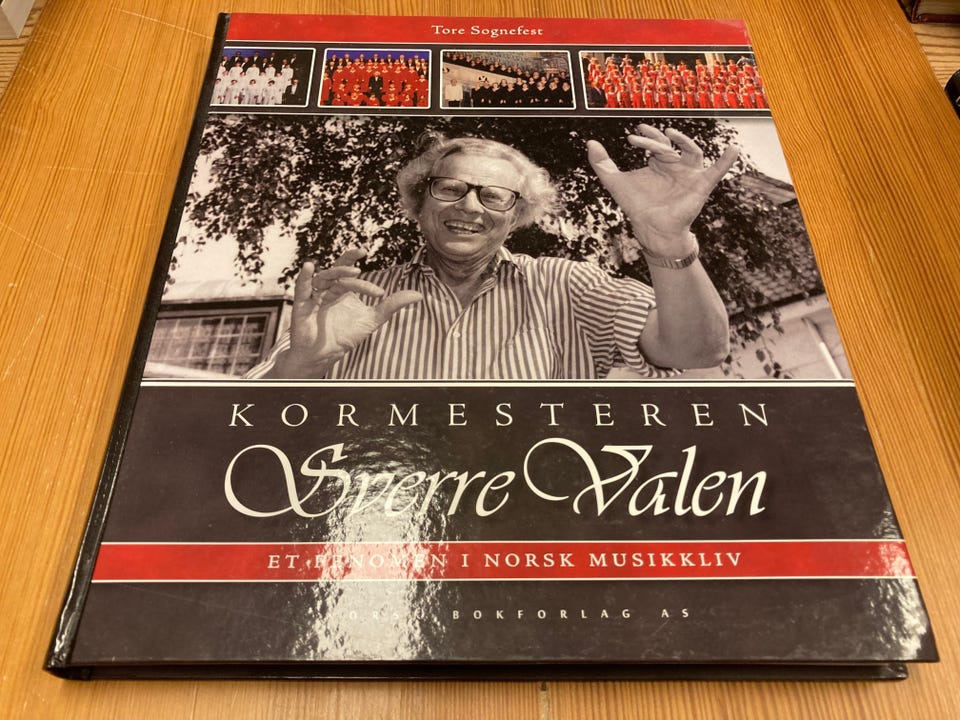 Tore Sognefest
KORMESTEREN
Sverre Valen
ET FENOMEN I NORSK MUSIKKLIV
BOKFORLAG AS